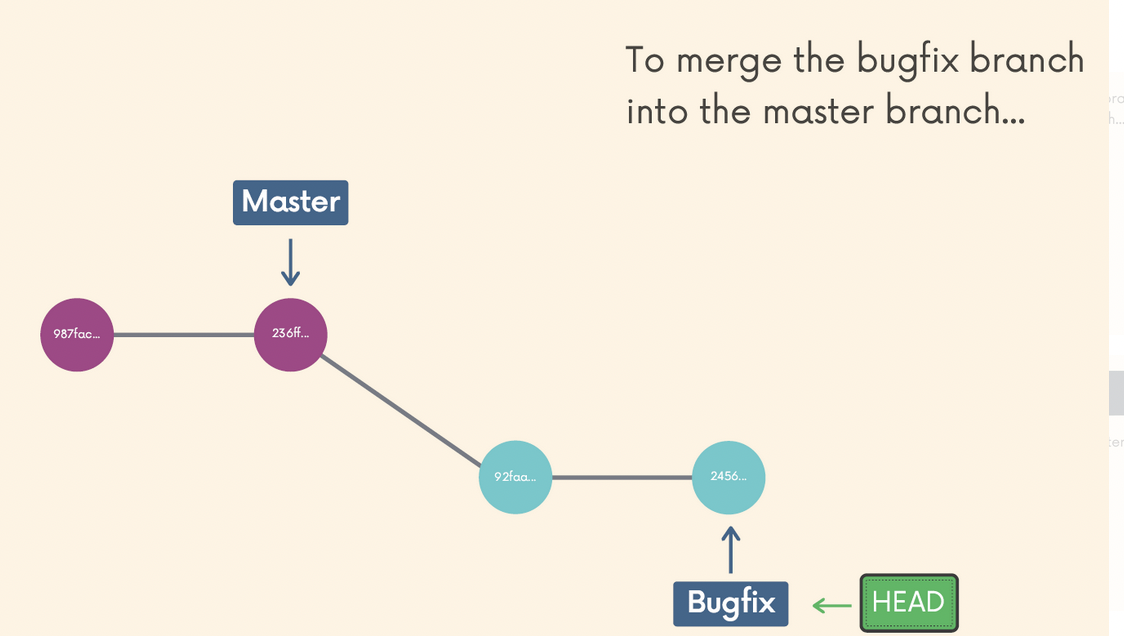 To merge the bugfix branch
into the master branch...
Master
987fac...
236ff...
92faa...
2456...
Bugfix
HEAD